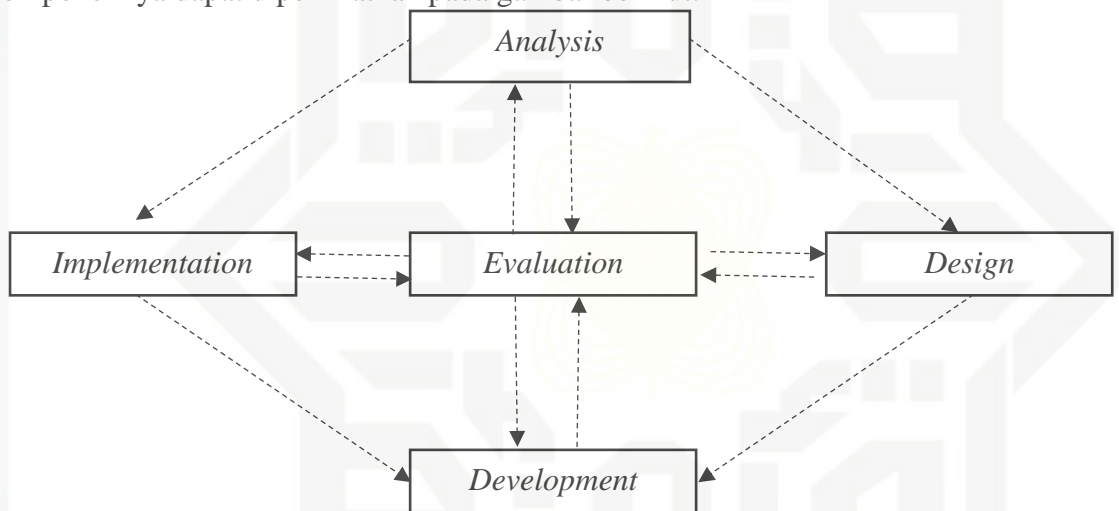 Analysis
Implementation
Evaluation
Design
Development